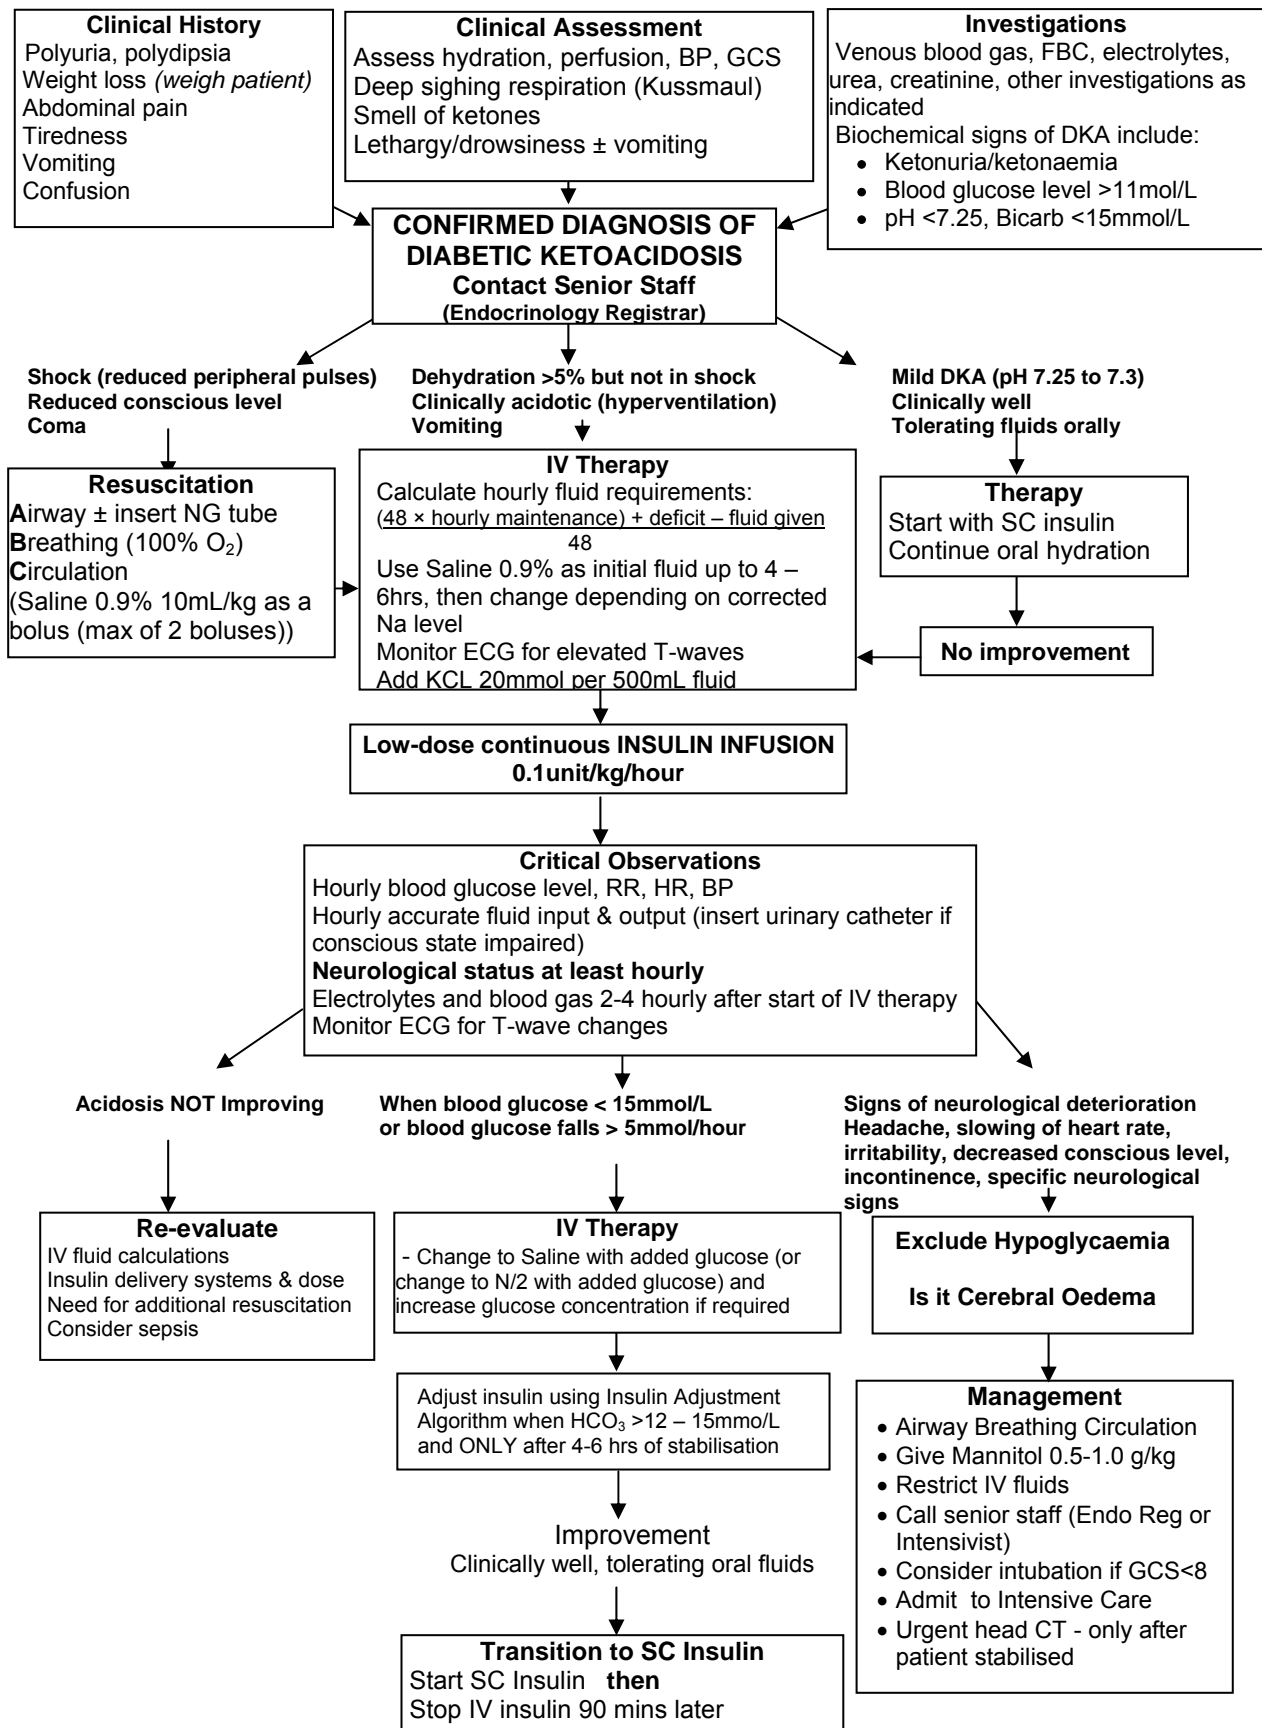 Clinical History
Polyuria, polydipsia
Weight loss (weigh patient)
Abdominal pain
Tiredness
Vomiting
Confusion
Clinical Assessment
Assess hydration, perfusion, BP, GCS
Deep sighing respiration (Kussmaul)
Smell of ketones
Lethargy/drowsiness ± vomiting
Investigations
Venous blood gas, FBC, electrolytes,
urea, creatinine, other investigations as
indicated
Biochemical signs of DKA include:
• Ketonuria/ketonaemia
• Blood glucose level >11mol/L
• pH <7.25, Bicarb <15mmol/L
CONFIRMED DIAGNOSIS OF
DIABETIC KETOACIDOSIS
Contact Senior Staff
(Endocrinology Registrar)
Shock (reduced peripheral pulses)
Reduced conscious level
Coma
Dehydration >5% but not in shock
Clinically acidotic (hyperventilation)
Vomiting
Mild DKA (pH 7.25 to 7.3)
Clinically well
Tolerating fluids orally
Resuscitation
Airway ± insert NG tube
Breathing (100% O₂)
Circulation
(Saline 0.9% 10mL/kg as a
bolus (max of 2 boluses))
IV Therapy
Calculate hourly fluid requirements:
(48 × hourly maintenance) + deficit – fluid given
48
Use Saline 0.9% as initial fluid up to 4 –
6hrs, then change depending on corrected
Na level
Monitor ECG for elevated T-waves
Add KCL 20mmol per 500mL fluid
Therapy
Start with SC insulin
Continue oral hydration
No improvement
Low-dose continuous INSULIN INFUSION
0.1unit/kg/hour
Critical Observations
Hourly blood glucose level, RR, HR, BP
Hourly accurate fluid input & output (insert urinary catheter if
conscious state impaired)
Neurological status at least hourly
Electrolytes and blood gas 2-4 hourly after start of IV therapy
Monitor ECG for T-wave changes
Acidosis NOT Improving
When blood glucose < 15mmol/L
or blood glucose falls > 5mmol/hour
Signs of neurological deterioration
Headache, slowing of heart rate,
irritability, decreased conscious level,
incontinence, specific neurological
signs
Re-evaluate
IV fluid calculations
Insulin delivery systems & dose
Need for additional resuscitation
Consider sepsis
IV Therapy
- Change to Saline with added glucose (or
change to N/2 with added glucose) and
increase glucose concentration if required
Exclude Hypoglycaemia
Is it Cerebral Oedema
Adjust insulin using Insulin Adjustment
Algorithm when HCO₃ >12 – 15mmo/L
and ONLY after 4-6 hrs of stabilisation
Improvement
Clinically well, tolerating oral fluids
Transition to SC Insulin
Start SC Insulin then
Stop IV insulin 90 mins later
Management
• Airway Breathing Circulation
• Give Mannitol 0.5-1.0 g/kg
• Restrict IV fluids
• Call senior staff (Endo Reg or
Intensivist)
• Consider intubation if GCS<8
• Admit to Intensive Care
• Urgent head CT - only after
patient stabilised